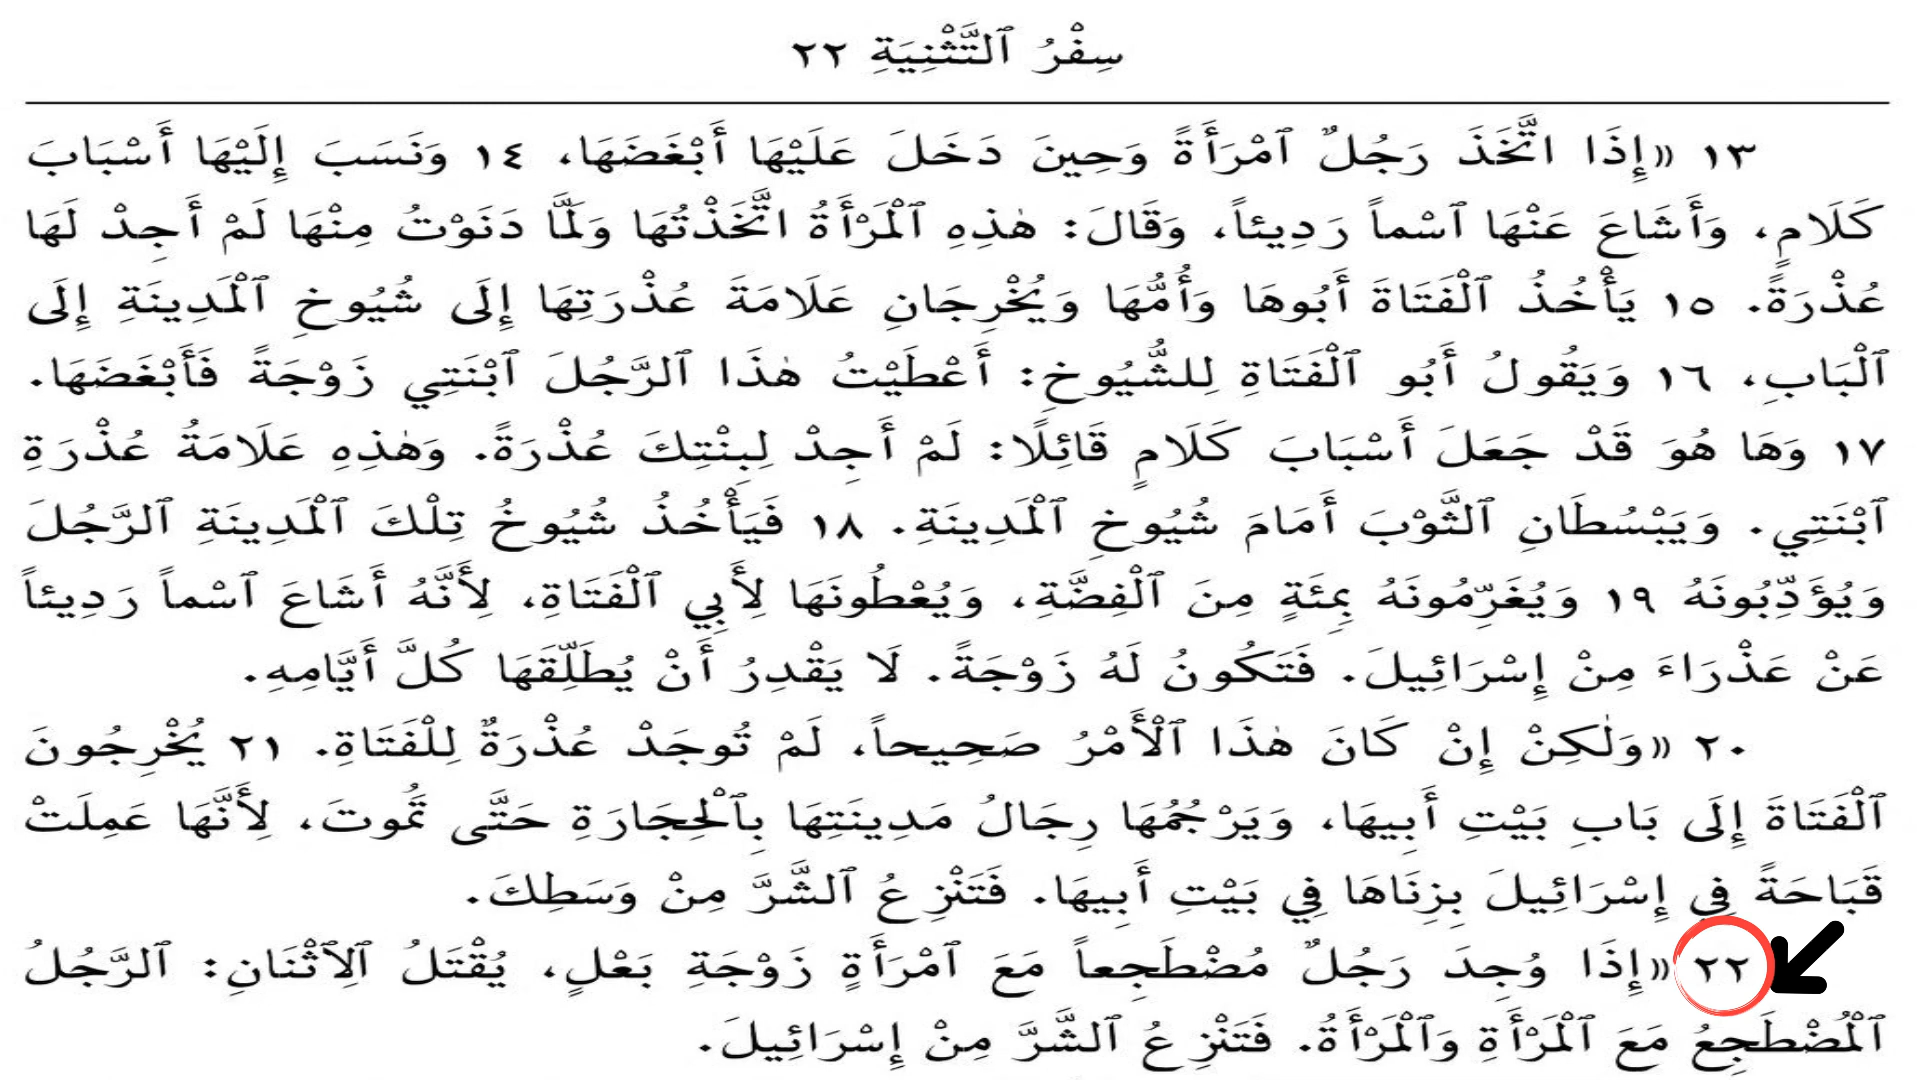 سِفْرُ ٱلتَّثْنِيَةِ ٢٢
١٣ «إِذَا اتَّخَذَ رَجُلٌ ٱمْرَأَةً وَحِينَ دَخَلَ عَلَيْهَا أَبْغَضَهَا، ١٤ وَنَسَبَ إِلَيْهَا أَسْبَابَ
كَلَامٍ، وَأَشَاعَ عَنْهَا ٱسْماً رَدِيئاً، وَقَالَ: هٰذِهِ ٱلْمَرْأَةُ اتَّخَذْتُهَا وَلَمَّا دَنَوْتُ مِنْهَا لَمْ أَجِدْ لَهَا
عُذْرَةً. ١٥ يَأْخُذُ ٱلْفَتَاةَ أَبُوهَا وَأُمُّهَا وَيُخْرِجَانِ عَلَامَةَ عُذْرَتِهَا إِلَى شُيُوخِ ٱلْمَدِينَةِ إِلَى
ٱلْبَابِ، ١٦ وَيَقُولُ أَبُو ٱلْفَتَاةِ لِلشُّيُوخِ: أَعْطَيْتُ هٰذَا ٱلرَّجُلَ ٱبْنَتِي زَوْجَةً فَأَبْغَضَهَا.
١٧ وَهَا هُوَ قَدْ جَعَلَ أَسْبَابَ كَلَامٍ قَائِلًا: لَمْ أَجِدْ لِبِنْتِكَ عُذْرَةً. وَهٰذِهِ عَلَامَةُ عُذْرَةِ
ٱبْنَتِي. وَيَبْسُطَانِ ٱلثَّوْبَ أَمَامَ شُيُوخِ ٱلْمَدِينَةِ. ١٨ فَيَأْخُذُ شُيُوخُ تِلْكَ ٱلْمَدِينَةِ ٱلرَّجُلَ
وَيُؤَدِّبُونَهُ ١٩ وَيُغَرِّمُونَهُ بِمِئَةٍ مِنَ ٱلْفِضَّةِ، وَيُعْطُونَهَا لِأَبِي ٱلْفَتَاةِ، لِأَنَّهُ أَشَاعَ ٱسْماً رَدِيئاً
عَنْ عَذْرَاءَ مِنْ إِسْرَائِيلَ. فَتَكُونُ لَهُ زَوْجَةً. لَا يَقْدِرُ أَنْ يُطَلِّقَهَا كُلَّ أَيَّامِهِ.
٢٠ «وَلٰكِنْ إِنْ كَانَ هٰذَا ٱلْأَمْرُ صَحِيحاً، لَمْ تُوجَدْ عُذْرَةٌ لِلْفَتَاةِ. ٢١ يُخْرِجُونَ
ٱلْفَتَاةَ إِلَى بَابِ بَيْتِ أَبِيهَا، وَيَرْجُمُهَا رِجَالُ مَدِينَتِهَا بِٱلْحِجَارَةِ حَتَّى تَمُوتَ، لِأَنَّهَا عَمِلَتْ
قَبَاحَةً فِي إِسْرَائِيلَ بِزِنَاهَا فِي بَيْتِ أَبِيهَا. فَتَنْزِعُ ٱلشَّرَّ مِنْ وَسَطِكَ.
٢٢ «إِذَا وُجِدَ رَجُلٌ مُضْطَجِعاً مَعَ ٱمْرَأَةٍ زَوْجَةِ بَعْلٍ، يُقْتَلُ ٱلِٱثْنَانِ: ٱلرَّجُلُ
ٱلْمُضْطَجِعُ مَعَ ٱلْمَرْأَةِ وَٱلْمَرْأَةُ. فَتَنْزِعُ ٱلشَّرَّ مِنْ إِسْرَائِيلَ.